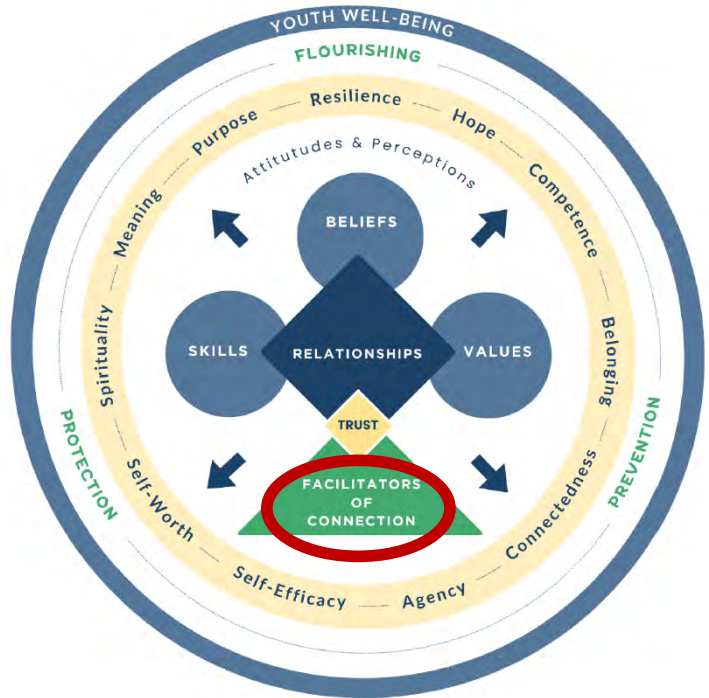 YOUTH WELL-BEING
FLOURISHING
Resilience
Purpose
Hope
Attitutudes & Perceptions
Meaning
Competence
BELIEFS
Spirituality
SKILLS
RELATIONSHIPS
VALUES
Belonging
TRUST
PROTECTION
PREVENTION
Self-Worth
FACILITATORS
OF
CONNECTION
Connectedness
Self-Efficacy
Agency